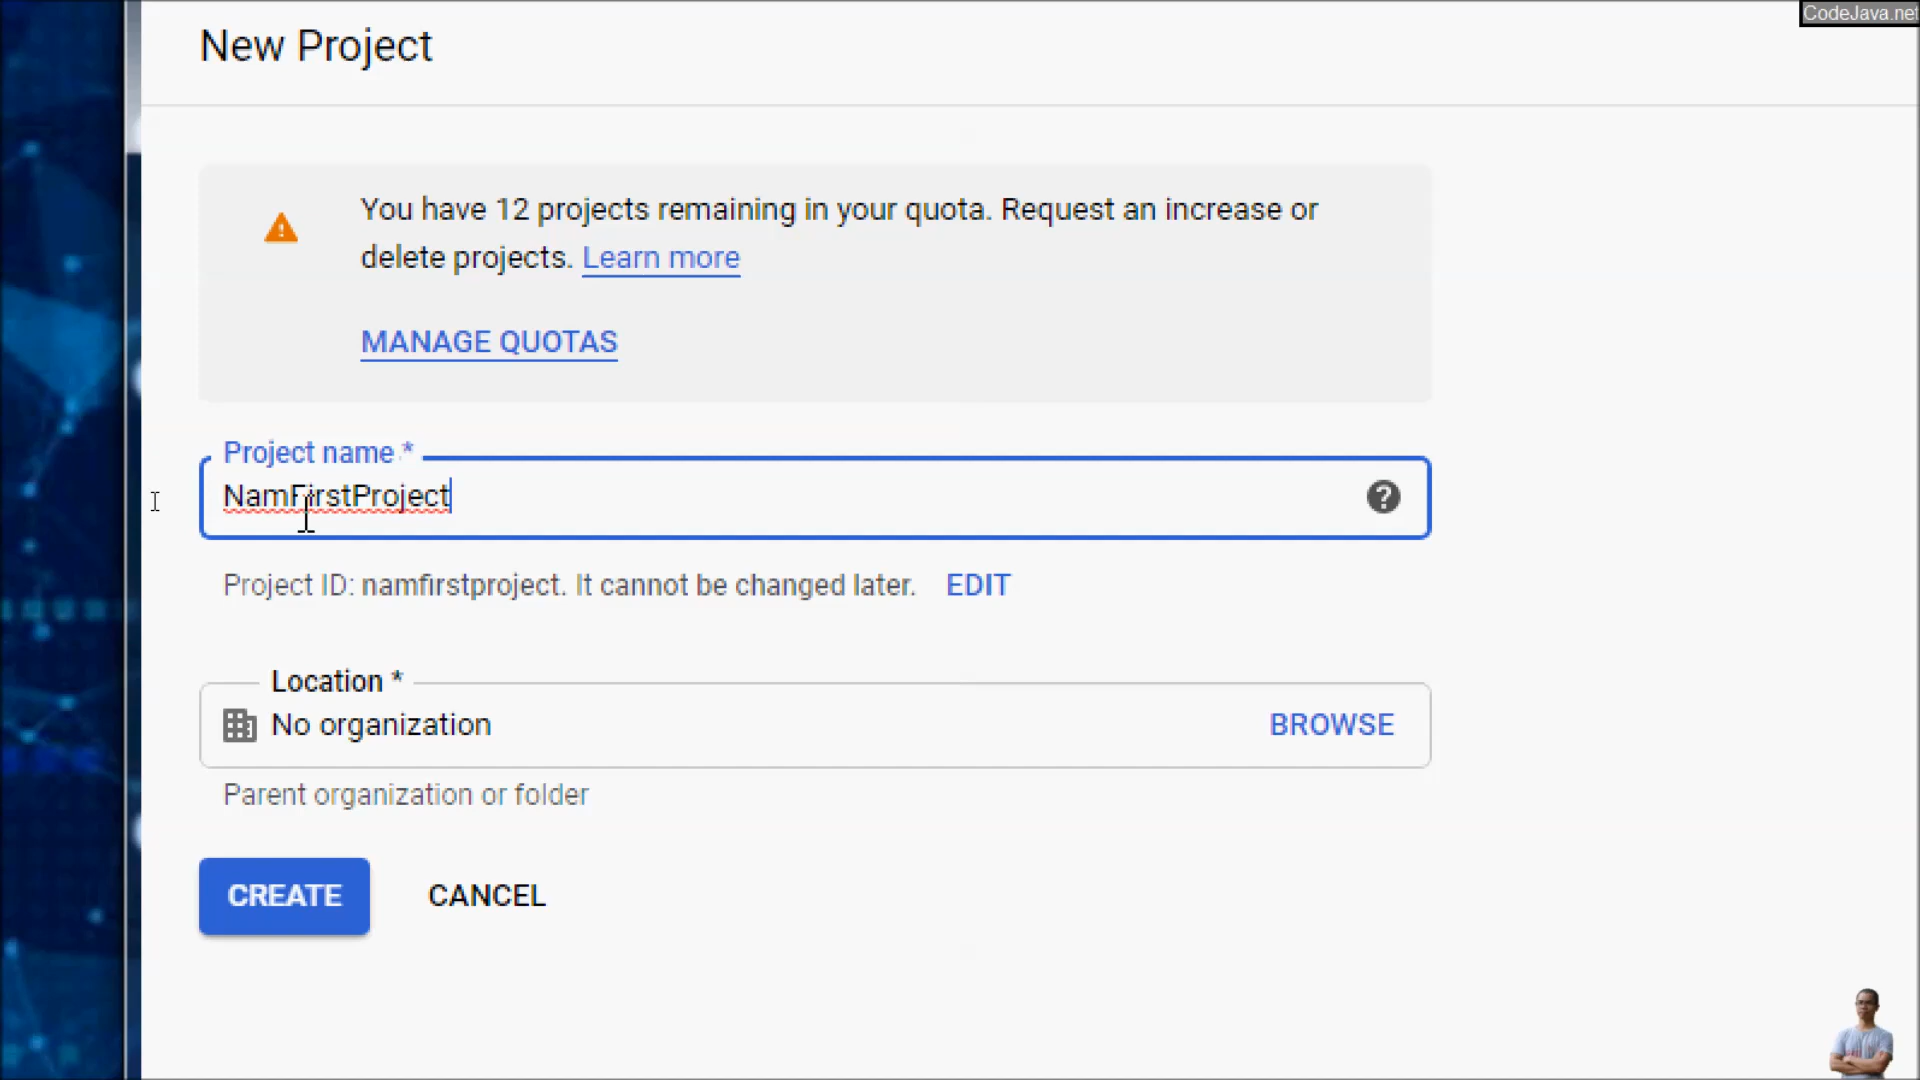 CodeJava.net
New Project
You have 12 projects remaining in your quota. Request an increase or
delete projects. Learn more
MANAGE QUOTAS
Project name *
NamFirstProject
Project ID: namfirstproject. It cannot be changed later. EDIT
Location *
No organization BROWSE
Parent organization or folder
CREATE CANCEL